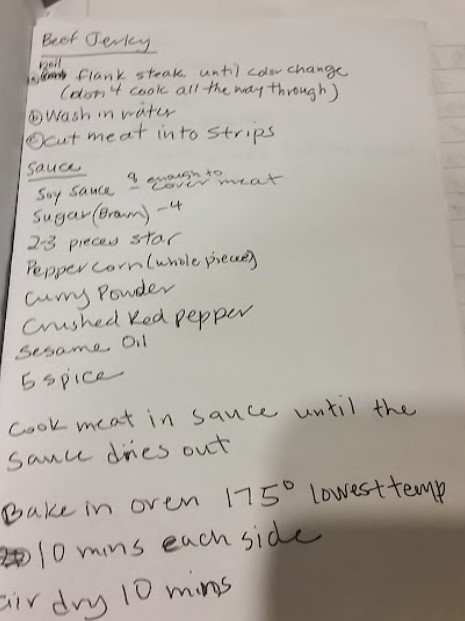 Beef Jerky
boil
flank steak until color change
(don't cook all the way through)
ⓑ Wash in water
ⓒ cut meat into strips
Sauce
Soy Sauce & enough to cover meat
Sugar (Brown) - 4
2-3 pieces star
Pepper corn (whole pieces)
Curry Powder
Crushed Red pepper
Sesame Oil
5 spice
Cook meat in sauce until the
sauce dries out
Bake in oven 175° lowest temp
10 mins each side
air dry 10 mins